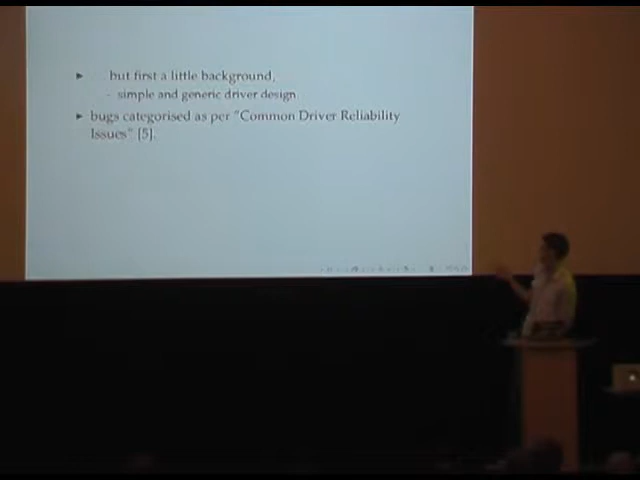 ▸ but first a little background,
- simple and generic driver design
▸ bugs categorised as per "Common Driver Reliability
Issues" [5].